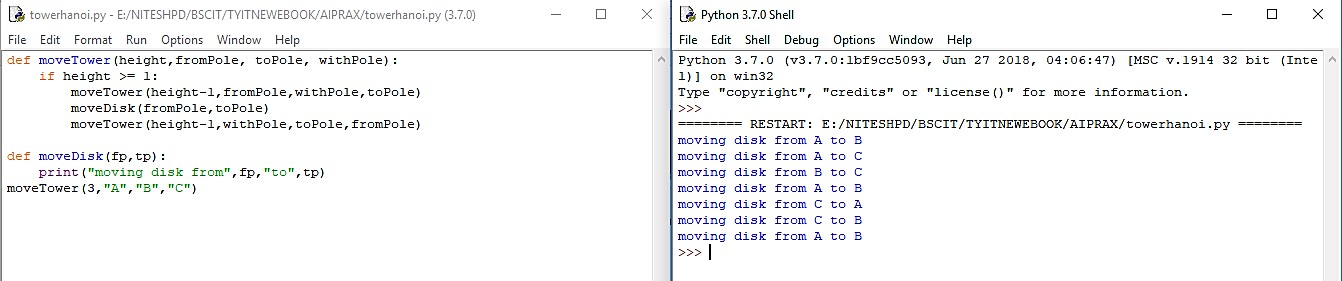 towerhanoi.py - E:/NITESHPD/BSCIT/TYITNEWEBOOK/AIPRAX/towerhanoi.py (3.7.0)
File Edit Format Run Options Window Help
def moveTower(height,fromPole, toPole, withPole):
    if height >= 1:
        moveTower(height-1,fromPole,withPole,toPole)
        moveDisk(fromPole,toPole)
        moveTower(height-1,withPole,toPole,fromPole)

def moveDisk(fp,tp):
    print("moving disk from",fp,"to",tp)
moveTower(3,"A","B","C")
Python 3.7.0 Shell
File Edit Shell Debug Options Window Help
Python 3.7.0 (v3.7.0:1bf9cc5093, Jun 27 2018, 04:06:47) [MSC v.1914 32 bit (Inte
l)] on win32
Type "copyright", "credits" or "license()" for more information.
>>>
======== RESTART: E:/NITESHPD/BSCIT/TYITNEWEBOOK/AIPRAX/towerhanoi.py ========
moving disk from A to B
moving disk from A to C
moving disk from B to C
moving disk from A to B
moving disk from C to A
moving disk from C to B
moving disk from A to B
>>>